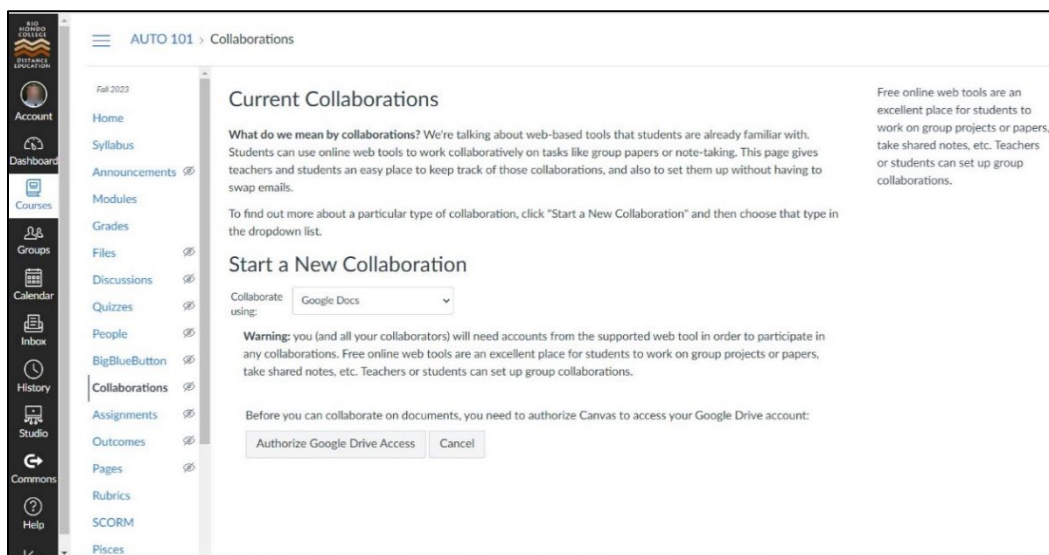 RIO
HONDO
COLLEGE
DISTANCE
EDUCATION
Account
Dashboard
Courses
Groups
Calendar
Inbox
History
Studio
Commons
Help
AUTO 101 › Collaborations
Fall 2023
Home
Syllabus
Announcements
Modules
Grades
Files
Discussions
Quizzes
People
BigBlueButton
Collaborations
Assignments
Outcomes
Pages
Rubrics
SCORM
Pisces
Current Collaborations
What do we mean by collaborations? We're talking about web-based tools that students are already familiar with.
Students can use online web tools to work collaboratively on tasks like group papers or note-taking. This page gives
teachers and students an easy place to keep track of those collaborations, and also to set them up without having to
swap emails.
To find out more about a particular type of collaboration, click "Start a New Collaboration" and then choose that type in
the dropdown list.
Start a New Collaboration
Collaborate
using:
Google Docs
Warning: you (and all your collaborators) will need accounts from the supported web tool in order to participate in
any collaborations. Free online web tools are an excellent place for students to work on group projects or papers,
take shared notes, etc. Teachers or students can set up group collaborations.
Before you can collaborate on documents, you need to authorize Canvas to access your Google Drive account:
Authorize Google Drive Access
Cancel
Free online web tools are an
excellent place for students to
work on group projects or papers,
take shared notes, etc. Teachers
or students can set up group
collaborations.